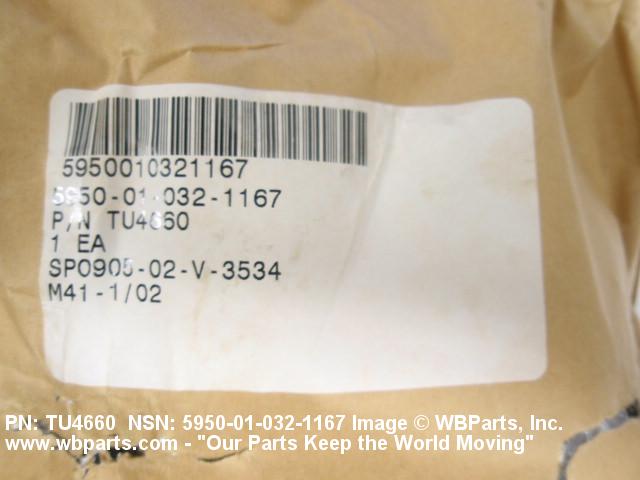 5950010321167
5950-01-032-1167
P/N TU4660
1 EA
SPO905-02-V-3534
M41-1/02
PN: TU4660 NSN: 5950-01-032-1167 Image © WBParts, Inc.
www.wbparts.com - "Our Parts Keep the World Moving"